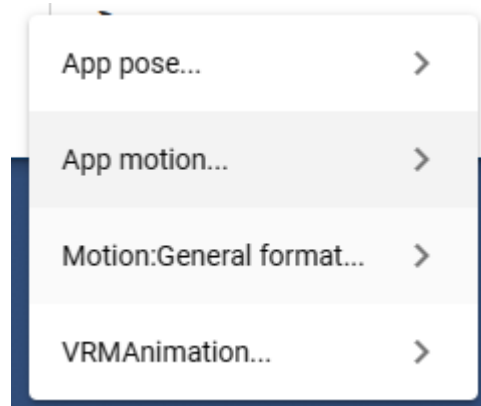 App pose...
App motion...
Motion:General format...
VRMAnimation...